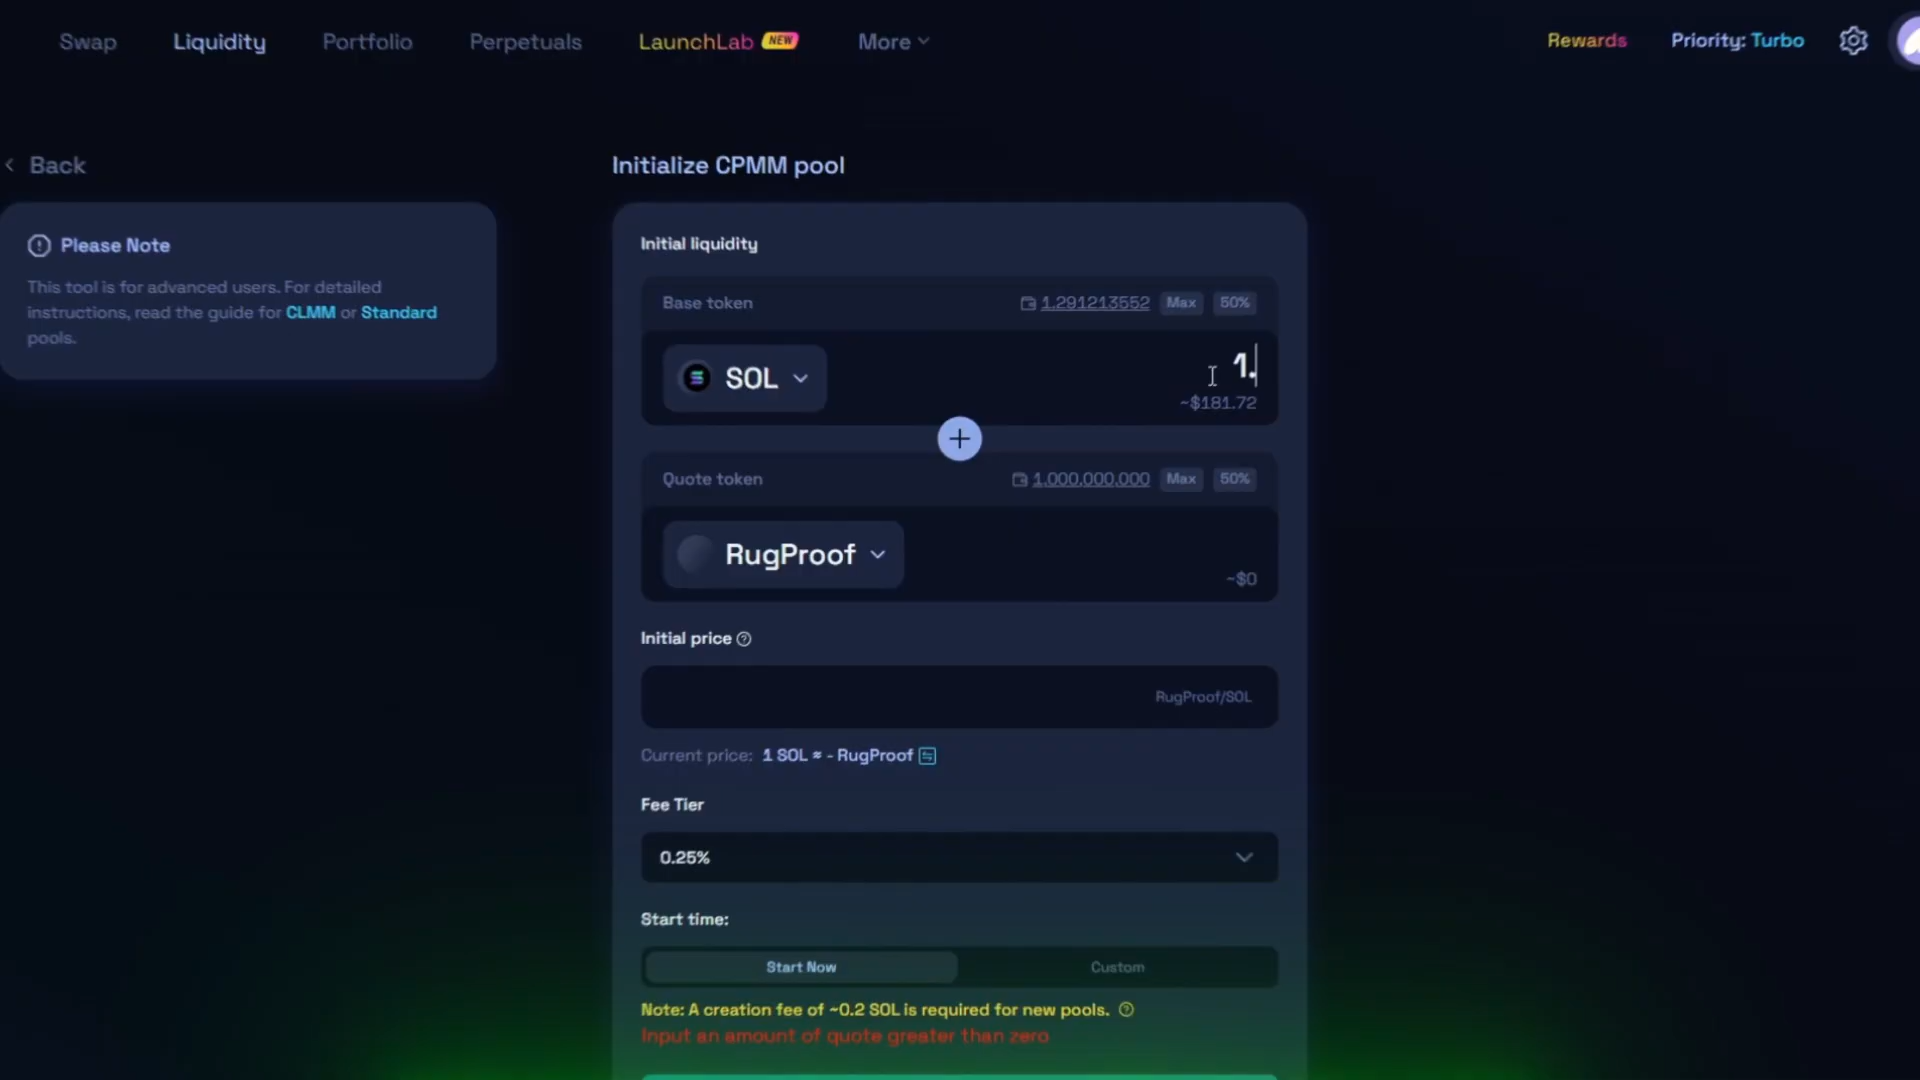 Swap
Liquidity
Portfolio
Perpetuals
LaunchLab NEW
More
Rewards
Priority: Turbo
Back
Initialize CPMM pool
Please Note
This tool is for advanced users. For detailed
instructions, read the guide for CLMM or Standard
pools.
Initial liquidity
Base token
1.291213552
Max
50%
SOL
1.
~$181.72
Quote token
1,000,000,000
Max
50%
RugProof
~$0
Initial price
RugProof/SOL
Current price: 1 SOL ≈ - RugProof
Fee Tier
0.25%
Start time:
Start Now
Custom
Note: A creation fee of ~0.2 SOL is required for new pools.
Input an amount of quote greater than zero